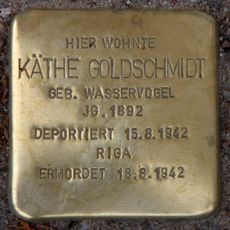 HIER WOHNTE
KÄTHE GOLDSCHMIDT
GEB. WASSERVOGEL
JG. 1892
DEPORTIERT 15.8.1942
RIGA
ERMORDET 18.8.1942